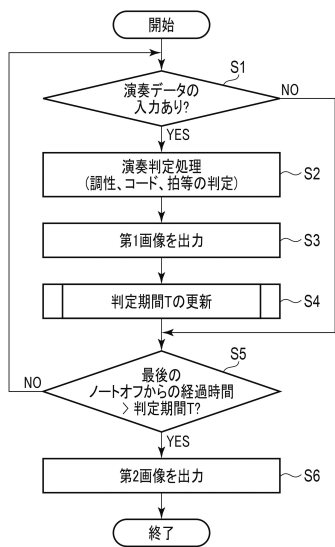 開始
S1
演奏データの
入力あり?
NO
YES
演奏判定処理
(調性、コード、拍等の判定)
S2
第1画像を出力
S3
判定期間Tの更新
S4
S5
最後の
ノートオフからの経過時間
> 判定期間T?
NO
YES
第2画像を出力
S6
終了